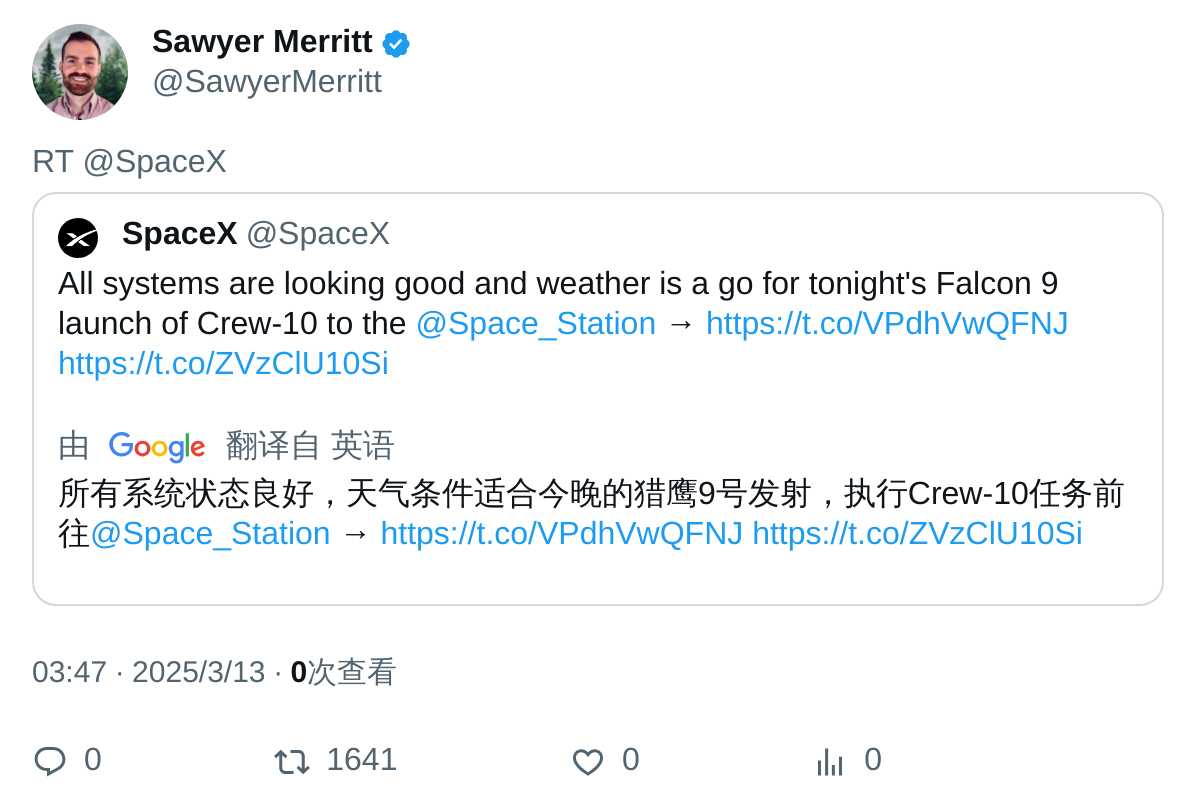 Sawyer Merritt
@SawyerMerritt
RT @SpaceX
SpaceX @SpaceX
All systems are looking good and weather is a go for tonight's Falcon 9
launch of Crew-10 to the @Space_Station → https://t.co/VPdhVwQFNJ
https://t.co/ZVzClU10Si
由 Google 翻译自 英语
所有系统状态良好，天气条件适合今晚的猎鹰9号发射，执行Crew-10任务前
往@Space_Station → https://t.co/VPdhVwQFNJ https://t.co/ZVzClU10Si
03:47 · 2025/3/13 · 0次查看
0 1641 0 0